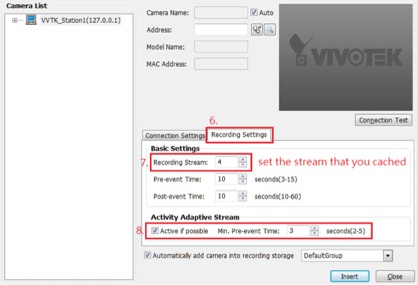 Camera List
VVTK_Station1(127.0.0.1)
Camera Name: Auto
Address:
Model Name:
MAC Address:
VIVOTEK
Connection Test
6.
Connection Settings Recording Settings
Basic Settings
7. Recording Stream: 4 set the stream that you cached
Pre-event Time: 10 seconds(3-15)
Post-event Time: 10 seconds(10-60)
Activity Adaptive Stream
8. Active if possible Min. Pre-event Time: 3 seconds(2-5)
Automatically add camera into recording storage DefaultGroup
Insert Close